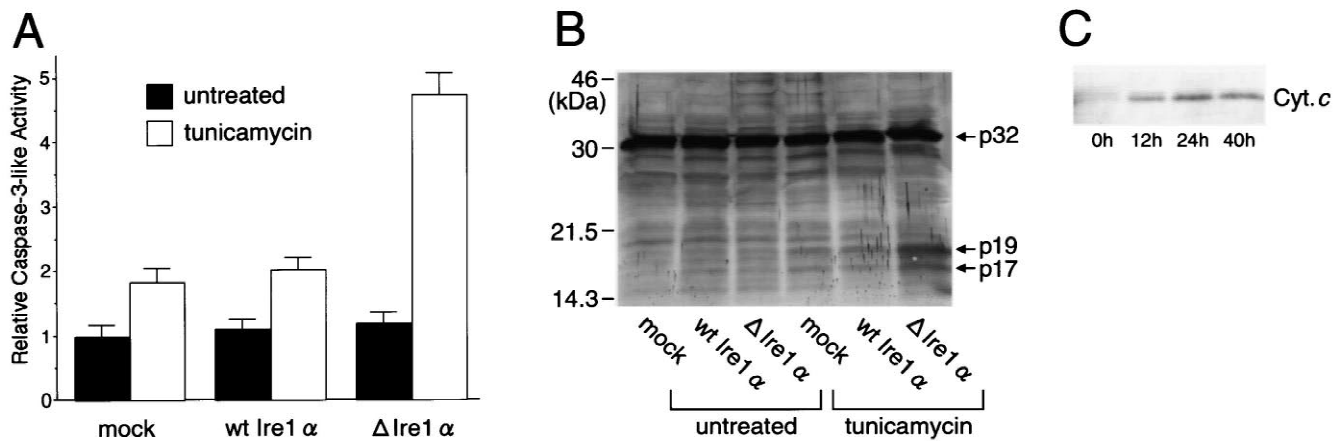 A
Relative Caspase-3-like Activity
5
4
3
2
1
0
untreated
tunicamycin
mock
wt Ire1 α
Δ Ire1 α
B
46
(kDa)
30
21.5
14.3
p32
p19
p17
mock
wt Ire1 α
Δ Ire1 α
mock
wt Ire1 α
Δ Ire1 α
untreated
tunicamycin
C
Cyt.c
0h 12h 24h 40h